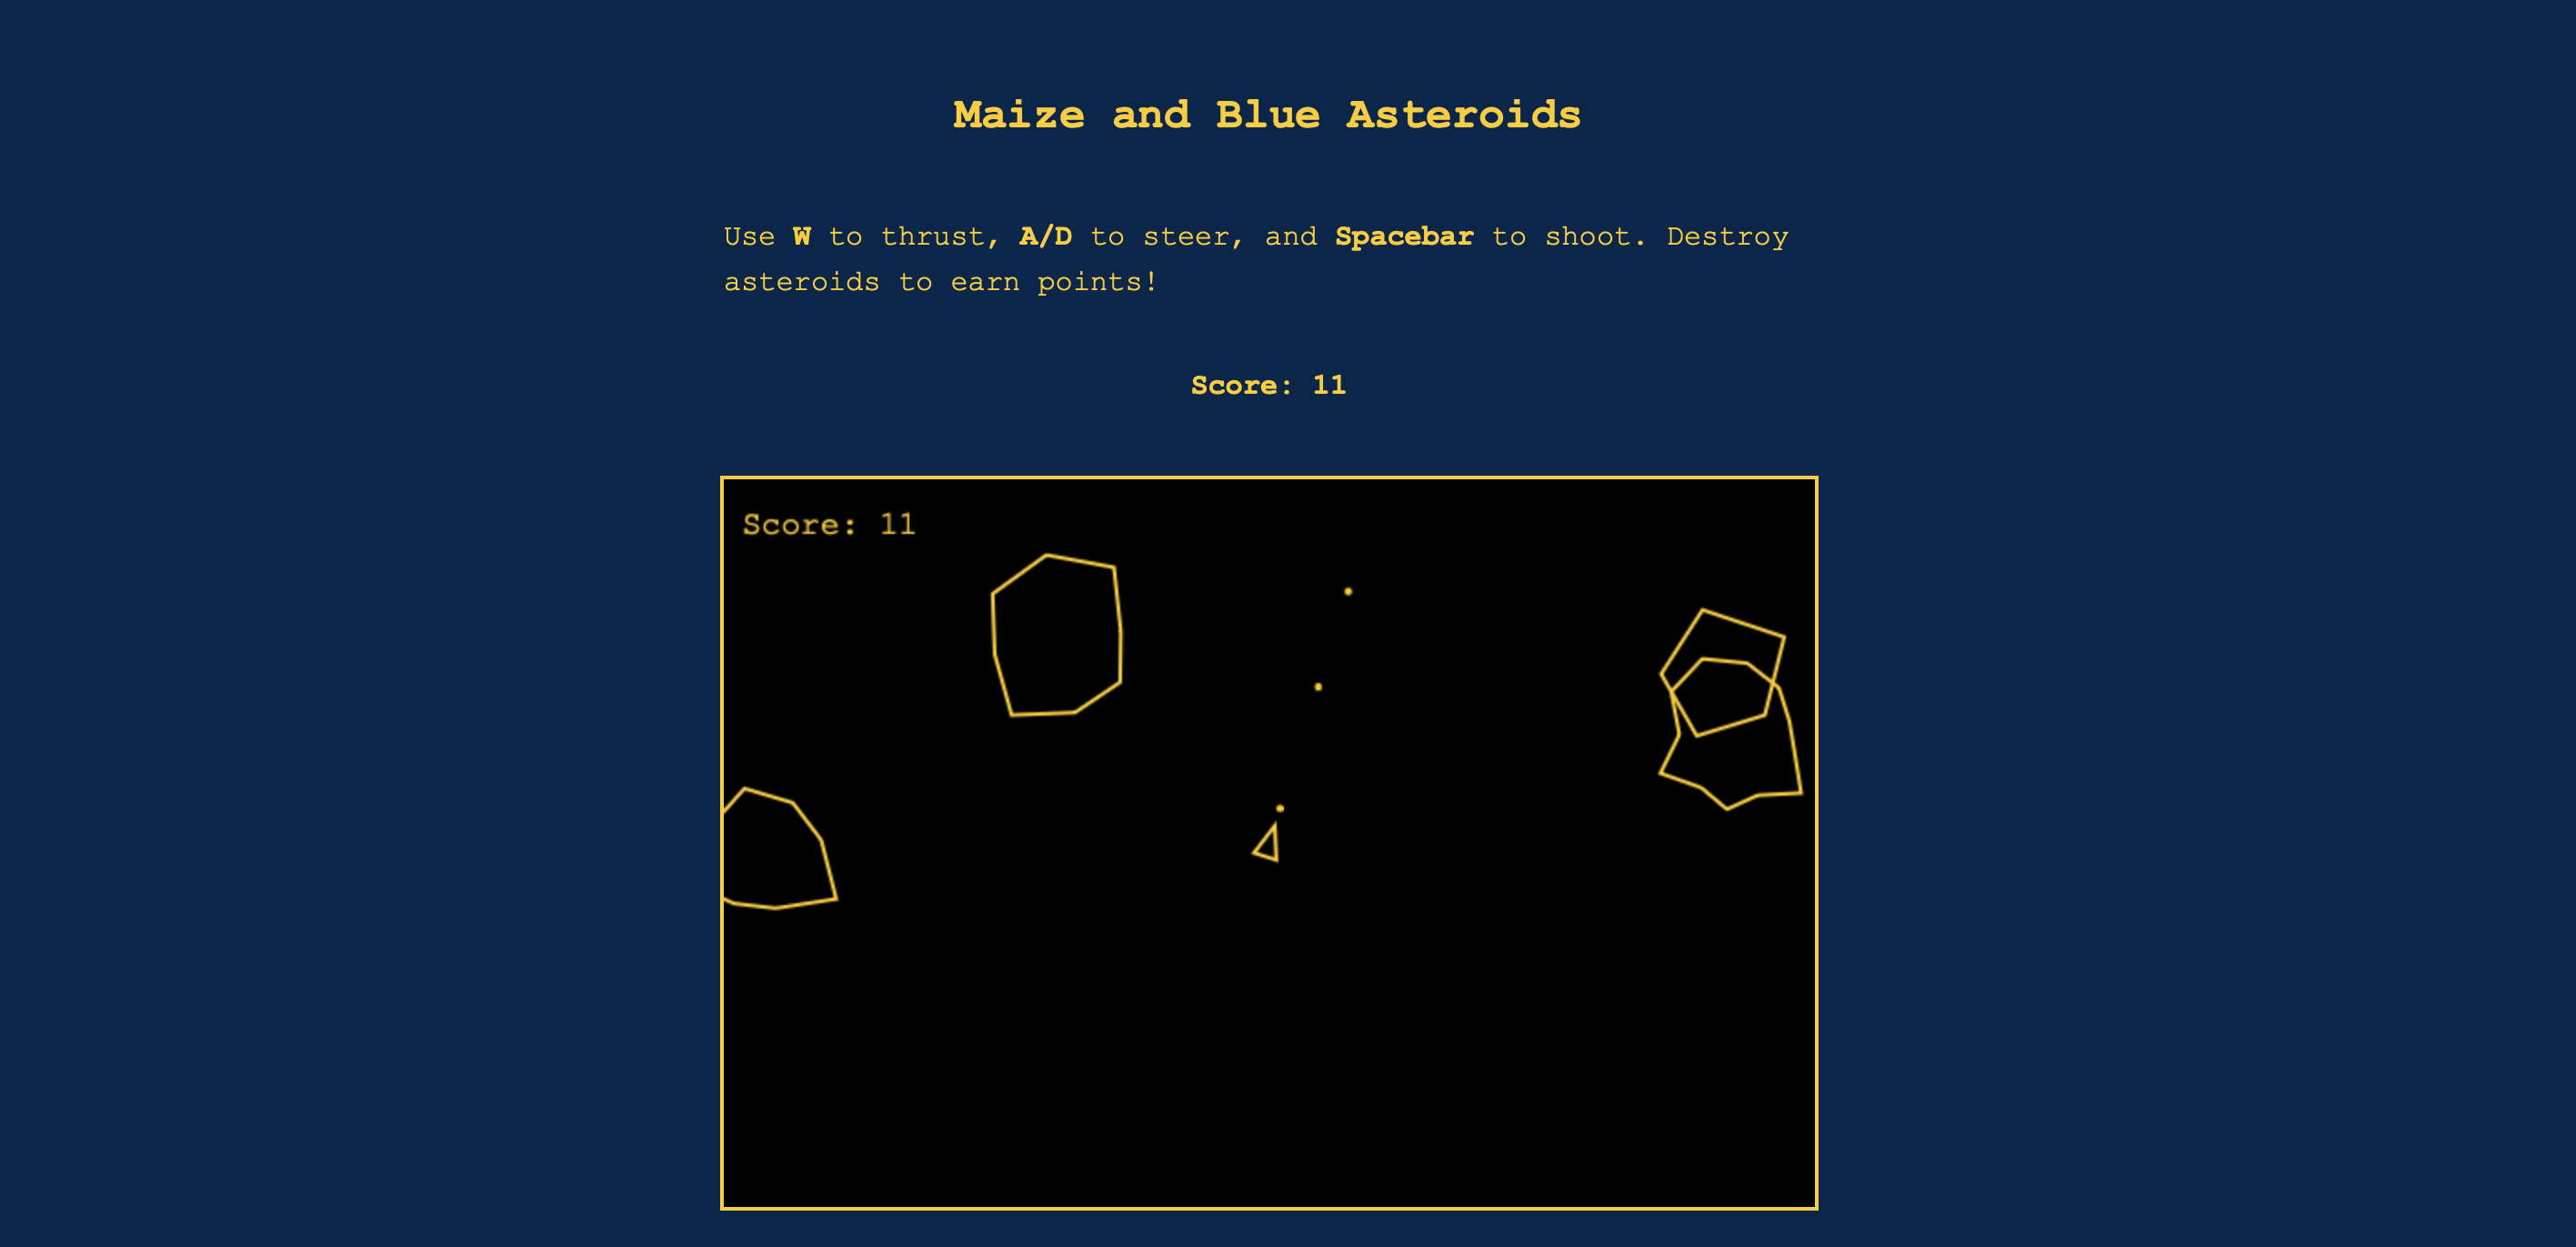 Maize and Blue Asteroids
Use W to thrust, A/D to steer, and Spacebar to shoot. Destroy
asteroids to earn points!
Score: 11
Score: 11